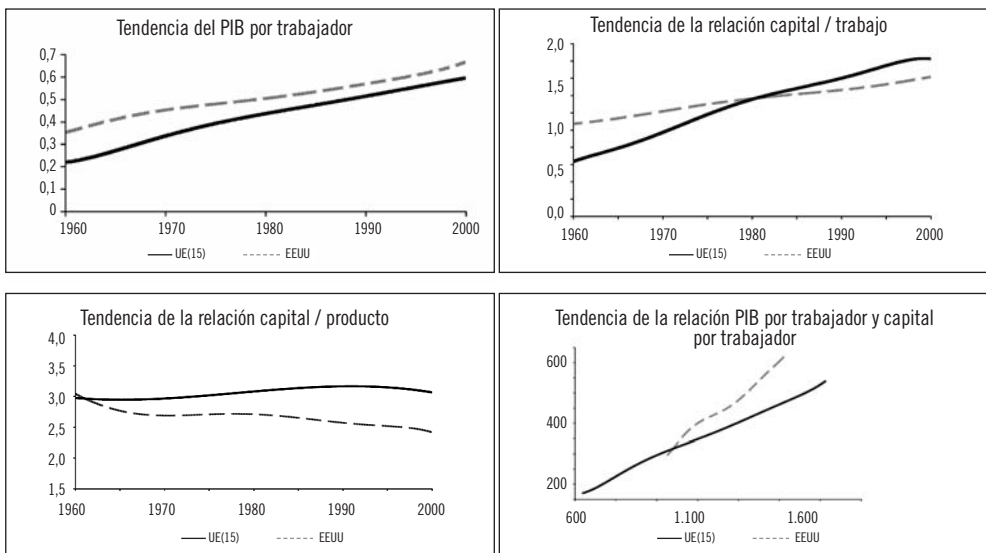 Tendencia del PIB por trabajador
0,7
0,6
0,5
0,4
0,3
0,2
0,1
0
1960 1970 1980 1990 2000
UE(15) EEUU
Tendencia de la relación capital / trabajo
2,0
1,5
1,0
0,5
0,0
1960 1970 1980 1990 2000
UE(15) EEUU
Tendencia de la relación capital / producto
4,0
3,5
3,0
2,5
2,0
1,5
1960 1970 1980 1990 2000
UE(15) EEUU
Tendencia de la relación PIB por trabajador y capital
por trabajador
600
400
200
600 1.100 1.600
UE(15) EEUU